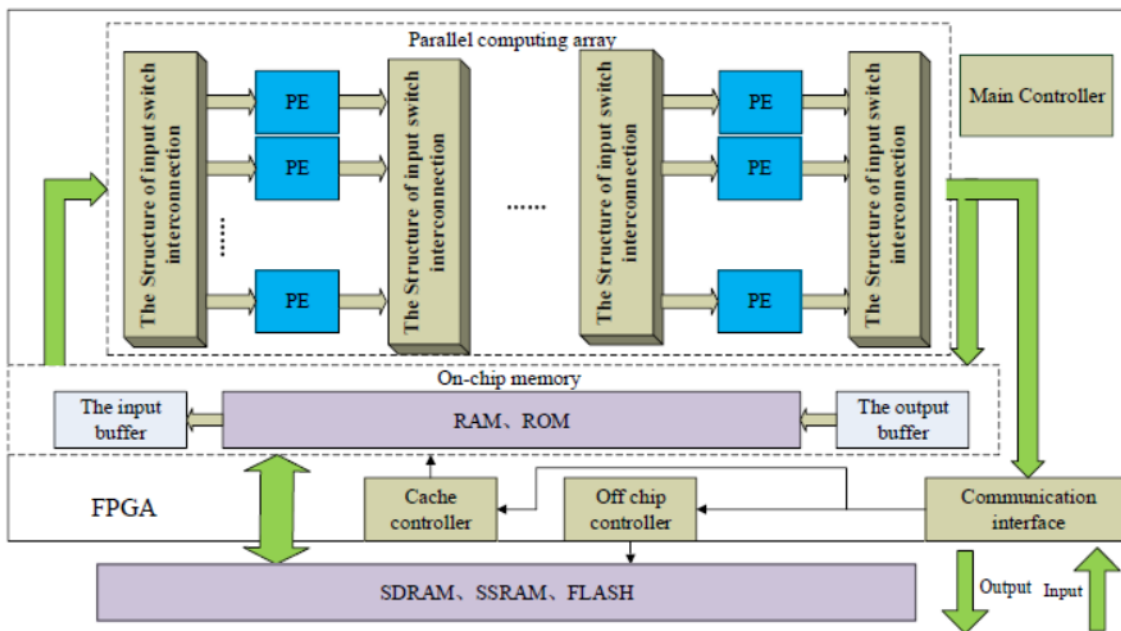 Parallel computing array
The Structure of input switch
interconnection
PE
PE
......
PE
The Structure of input switch
interconnection
......
The Structure of input switch
interconnection
PE
PE
PE
The Structure of input switch
interconnection
Main Controller
On-chip memory
The input
buffer
RAM、ROM
The output
buffer
FPGA
Cache
controller
Off chip
controller
Communication
interface
SDRAM、SSRAM、FLASH
Output
Input